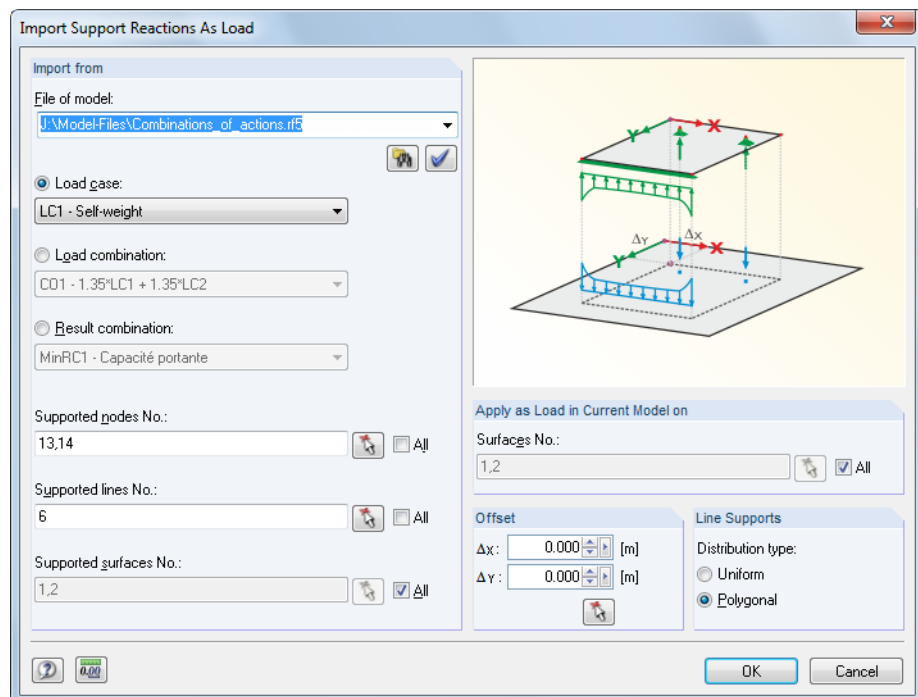 Import Support Reactions As Load
Import from
File of model:
J:\Model-Files\Combinations_of_actions.rf5
Load case:
LC1 - Self-weight
Load combination:
CO1 - 1.35*LC1 + 1.35*LC2
Result combination:
MinRC1 - Capacité portante
Supported nodes No.:
13,14
All
Supported lines No.:
6
All
Supported surfaces No.:
1,2
All
Y X
ΔY ΔX
Y X
Apply as Load in Current Model on
Surfaces No.:
1,2
All
Offset
ΔX: 0.000 [m]
ΔY: 0.000 [m]
Line Supports
Distribution type:
Uniform
Polygonal
0.00
OK
Cancel